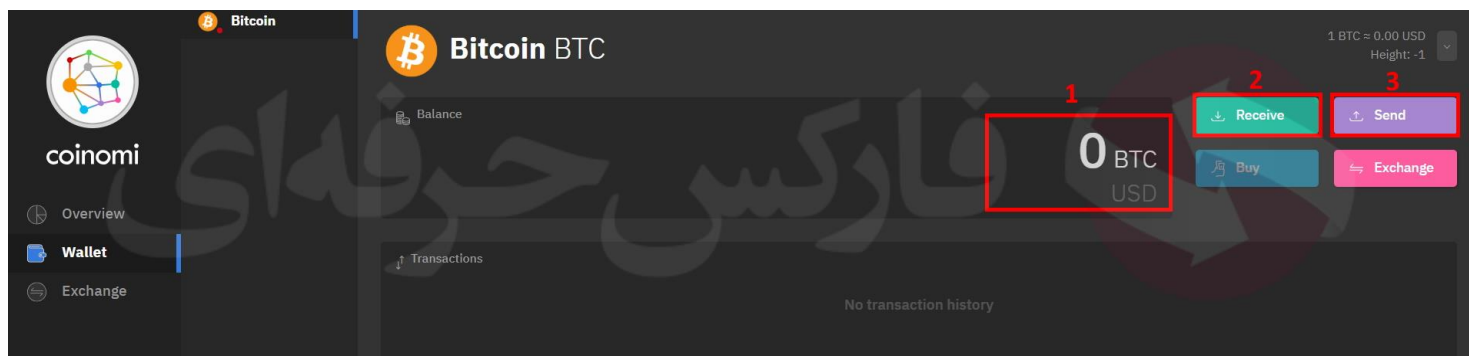 Bitcoin
Bitcoin BTC
1 BTC ≈ 0.00 USD
Height: -1
coinomi
Balance
1
0 BTC
USD
2
Receive
3
Send
Buy
Exchange
Overview
Wallet
Exchange
Transactions
No transaction history
فارکس حرفه‌ای